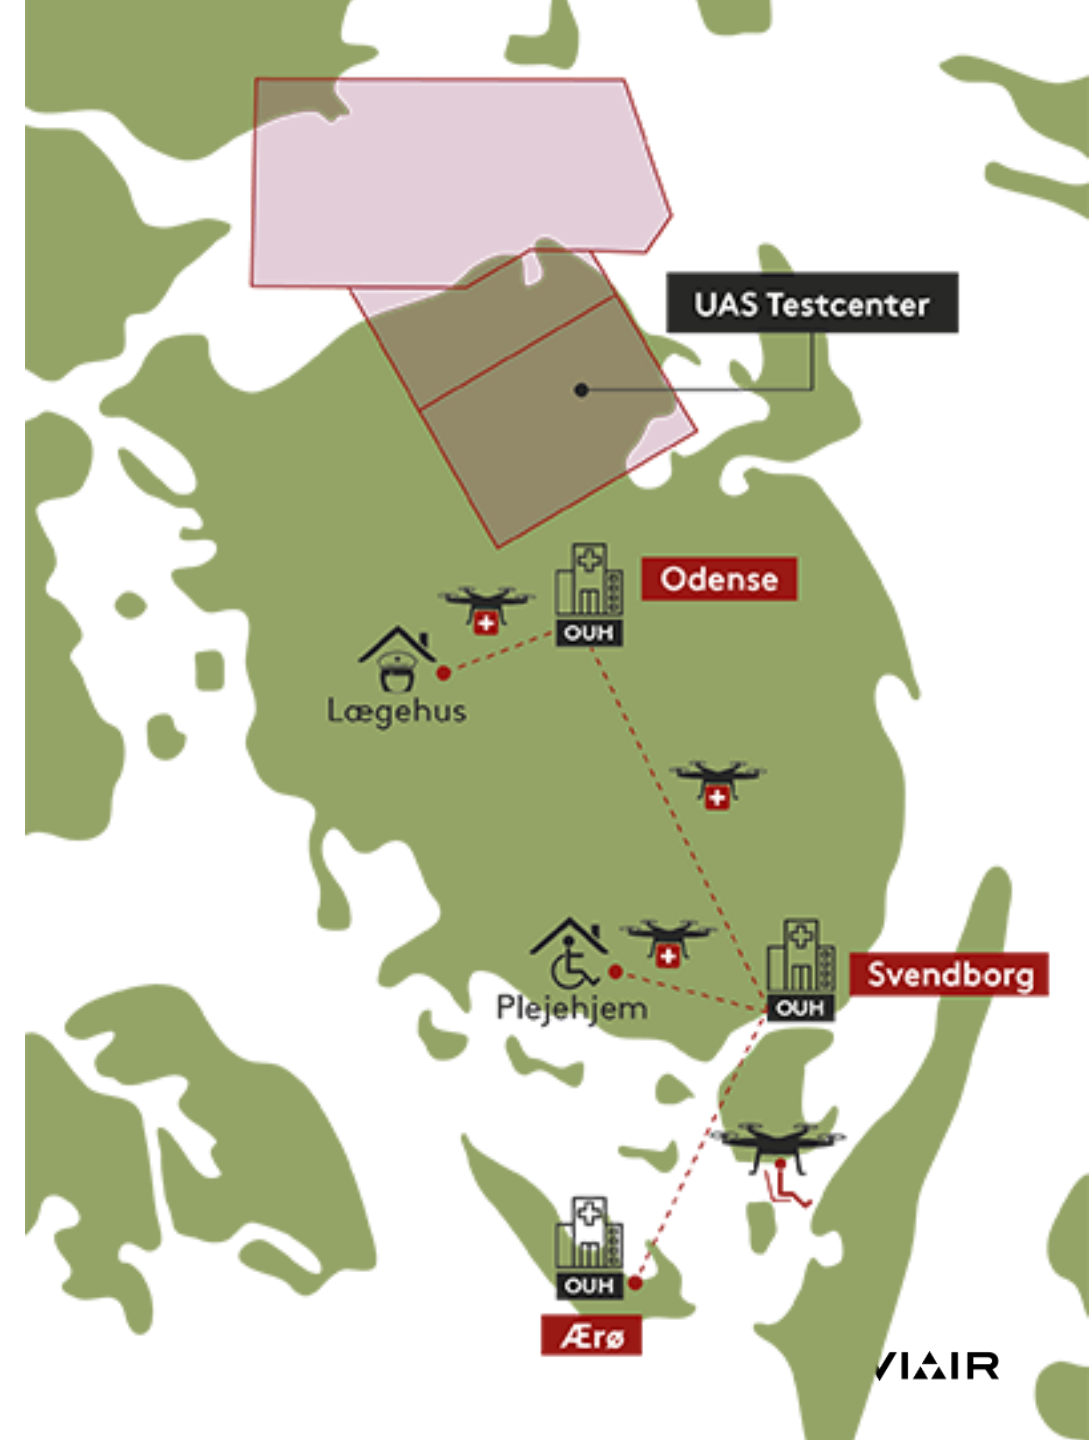 UAS Testcenter
Odense
OUH
Lægehus
Svendborg
OUH
Plejehjem
OUH
Ærø
VIAIR